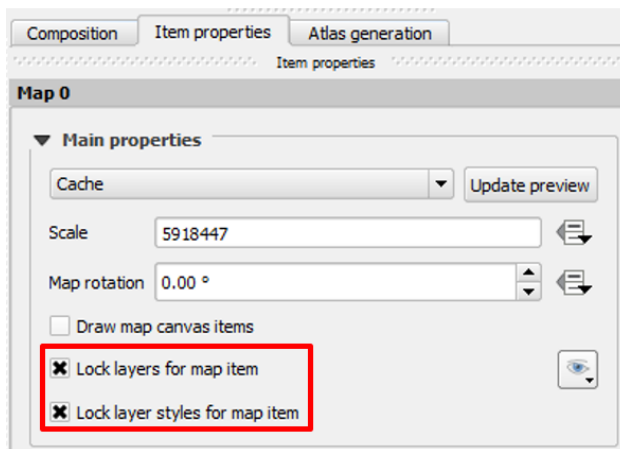 Composition Item properties Atlas generation
Item properties
Map 0
Main properties
Cache Update preview
Scale 5918447
Map rotation 0.00 °
Draw map canvas items
Lock layers for map item
Lock layer styles for map item